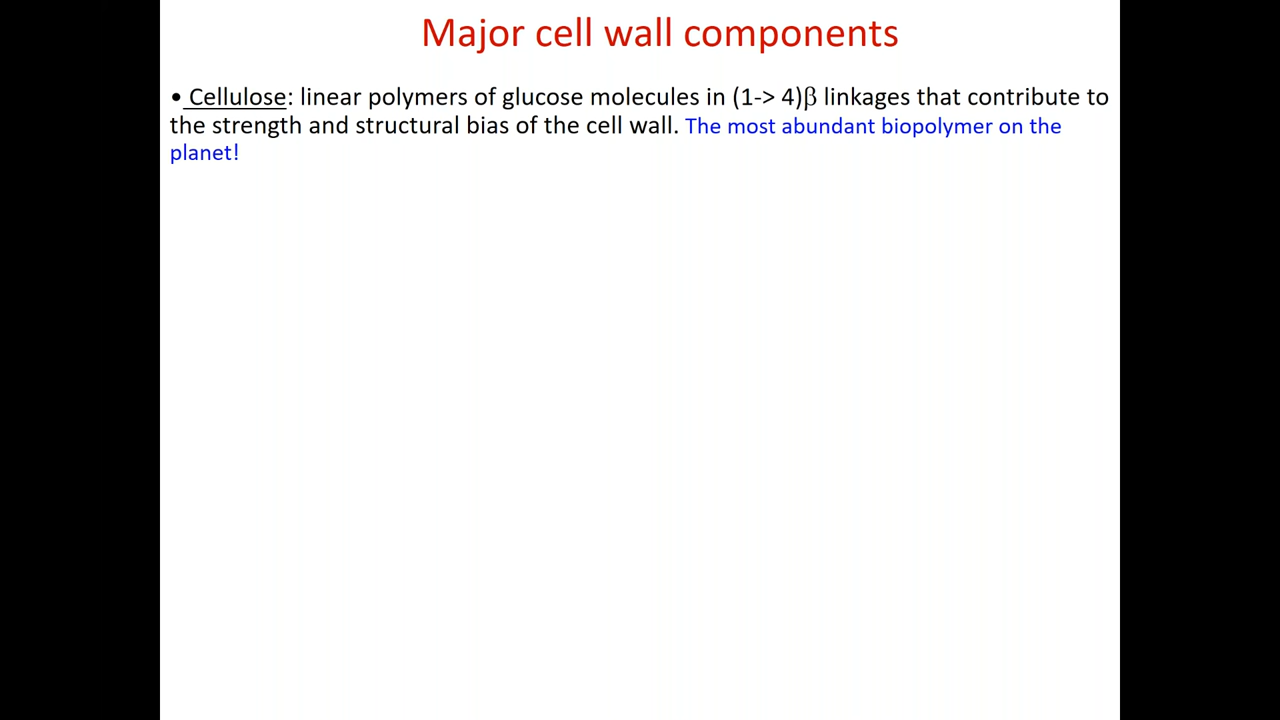 Major cell wall components
• Cellulose: linear polymers of glucose molecules in (1-> 4)β linkages that contribute to
the strength and structural bias of the cell wall. The most abundant biopolymer on the
planet!